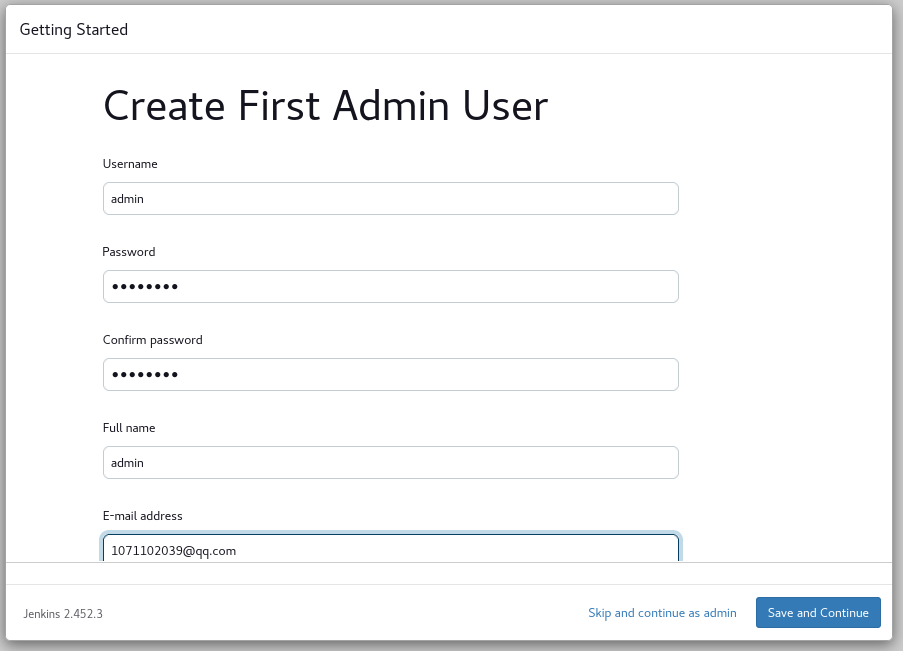 Getting Started
Create First Admin User
Username
admin
Password
••••••••
Confirm password
••••••••
Full name
admin
E-mail address
1071102039@qq.com
Jenkins 2.452.3
Skip and continue as admin
Save and Continue